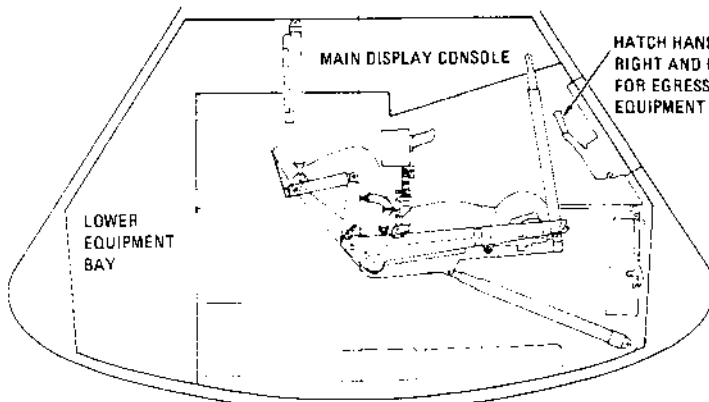 MAIN DISPLAY CONSOLE
HATCH HANS
RIGHT AND
FOR EGRESS
EQUIPMENT
LOWER
EQUIPMENT
BAY